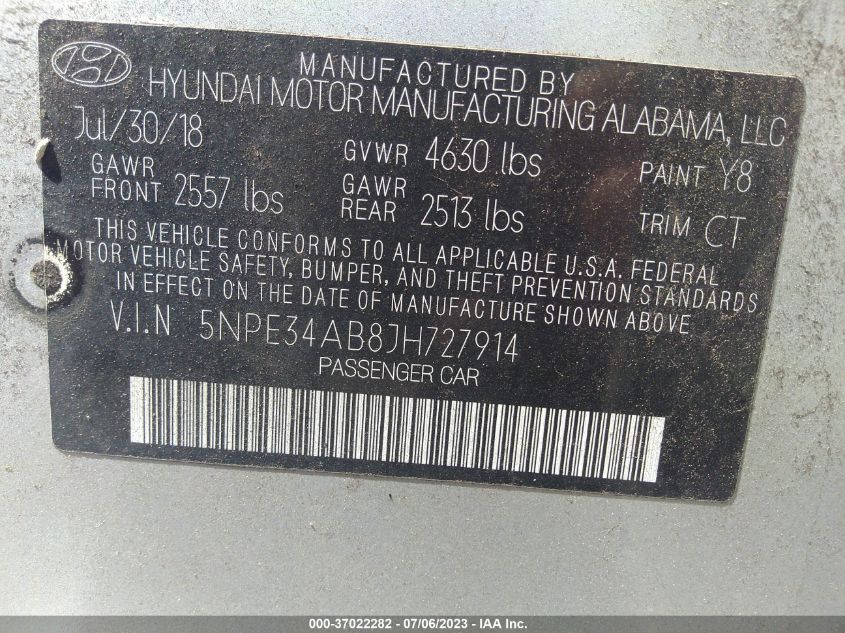 MANUFACTURED BY
HYUNDAI MOTOR MANUFACTURING ALABAMA, LLC
Jul/30/18 GVWR 4630 lbs PAINT Y8
GAWR FRONT 2557 lbs GAWR REAR 2513 lbs TRIM CT
THIS VEHICLE CONFORMS TO ALL APPLICABLE U.S.A. FEDERAL
MOTOR VEHICLE SAFETY, BUMPER, AND THEFT PREVENTION STANDARDS
IN EFFECT ON THE DATE OF MANUFACTURE SHOWN ABOVE
V.I.N 5NPE34AB8JH727914
PASSENGER CAR
000-37022282 - 07/06/2023 - IAA Inc.